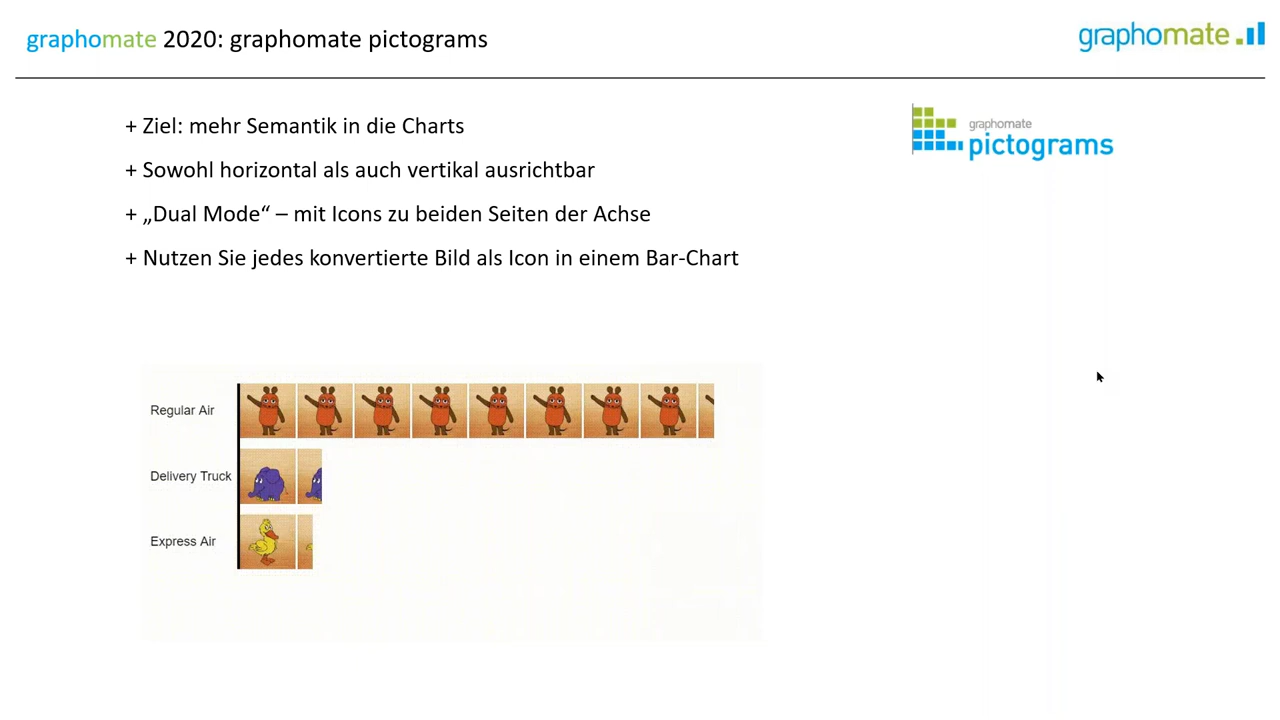 graphomate 2020: graphomate pictograms
graphomate
+ Ziel: mehr Semantik in die Charts
graphomate
pictograms
+ Sowohl horizontal als auch vertikal ausrichtbar
+ „Dual Mode“ – mit Icons zu beiden Seiten der Achse
+ Nutzen Sie jedes konvertierte Bild als Icon in einem Bar-Chart
Regular Air
Delivery Truck
Express Air